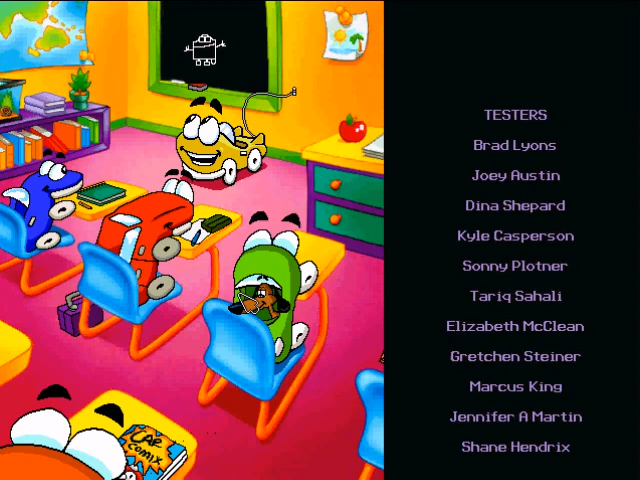 TESTERS
Brad Lyons
Joey Austin
Dina Shepard
Kyle Casperson
Sonny Plotner
Tariq Sahali
Elizabeth McClean
Gretchen Steiner
Marcus King
Jennifer A Martin
Shane Hendrix
CAR
COMIX